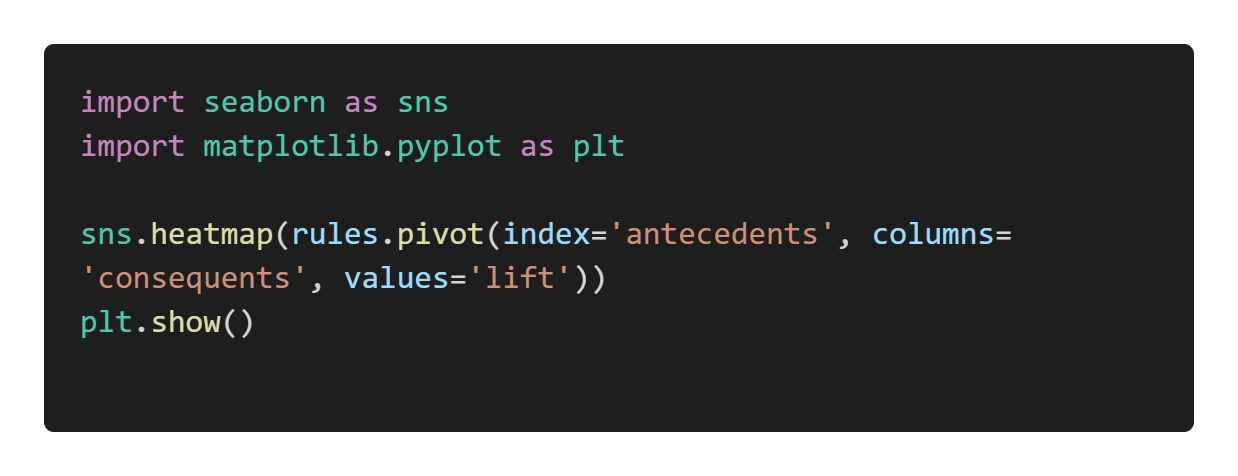 import seaborn as sns
import matplotlib.pyplot as plt
sns.heatmap(rules.pivot(index='antecedents', columns=
'consequents', values='lift'))
plt.show()